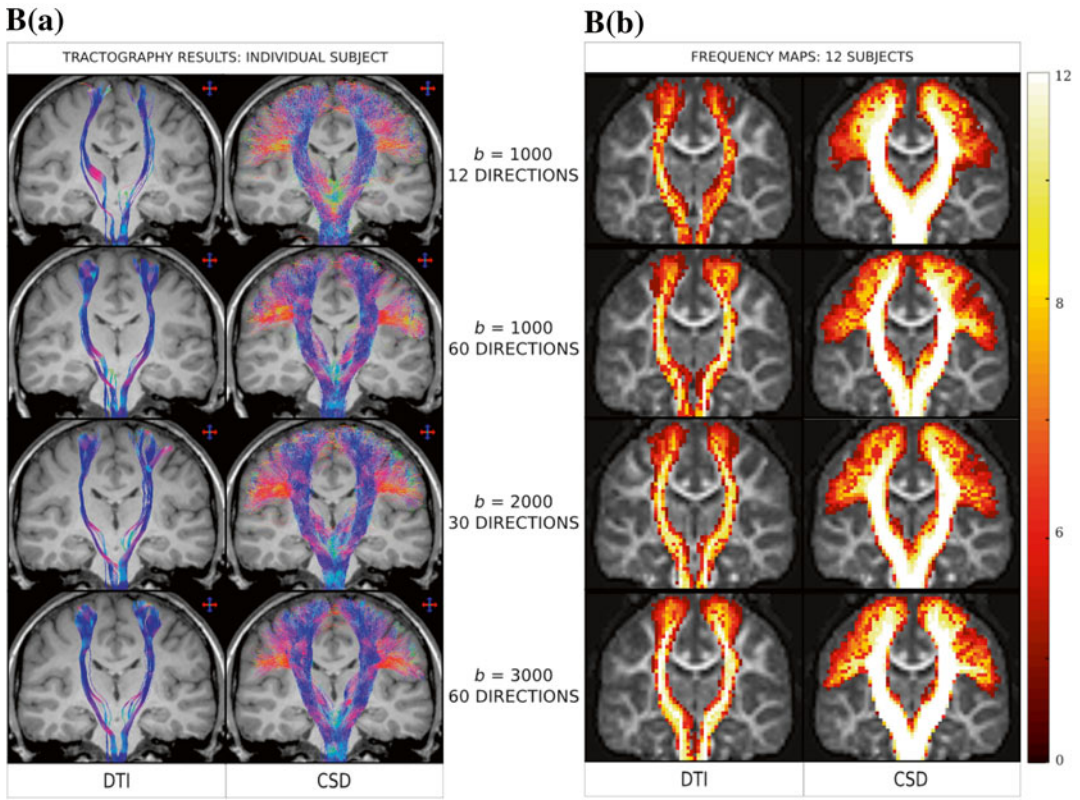 B(a)
TRACTOGRAPHY RESULTS: INDIVIDUAL SUBJECT
b = 1000
12 DIRECTIONS
b = 1000
60 DIRECTIONS
b = 2000
30 DIRECTIONS
b = 3000
60 DIRECTIONS
DTI
CSD
B(b)
FREQUENCY MAPS: 12 SUBJECTS
12
8
6
0
DTI
CSD